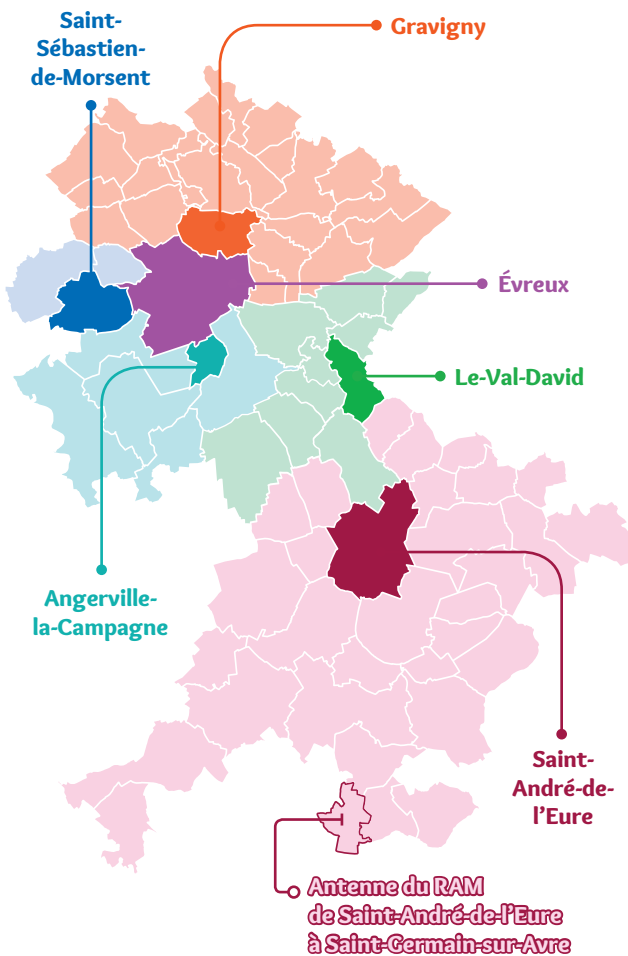 Saint-
Sébastien-
de-Morsent
Gravigny
Évreux
Le-Val-David
Angerville-
la-Campagne
Saint-
André-de-
l'Eure
Antenne du RAM
de Saint-André-de-l'Eure
à Saint-Germain-sur-Avre